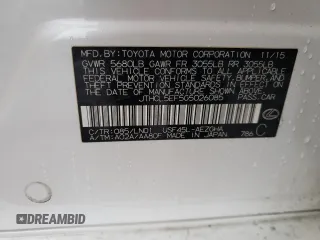 MFD. BY: TOYOTA MOTOR CORPORATION 11/15
GVWR 5680LB GAWR FR 3055LB RR 3055LB
THIS VEHICLE CONFORMS TO ALL APPLICABLE
FEDERAL MOTOR VEHICLE SAFETY, BUMPER, AND
THEFT PREVENTION STANDARDS IN EFFECT ON
THE DATE OF MANUFACTURE SHOWN ABOVE.
JTHCL5EF5G5026085 PASS.CAR
C/TR: 085/LN01 USF45L-AEZGHA
A/TM: A02A/AA80F MADE IN JAPAN 786 C
DREAMBID